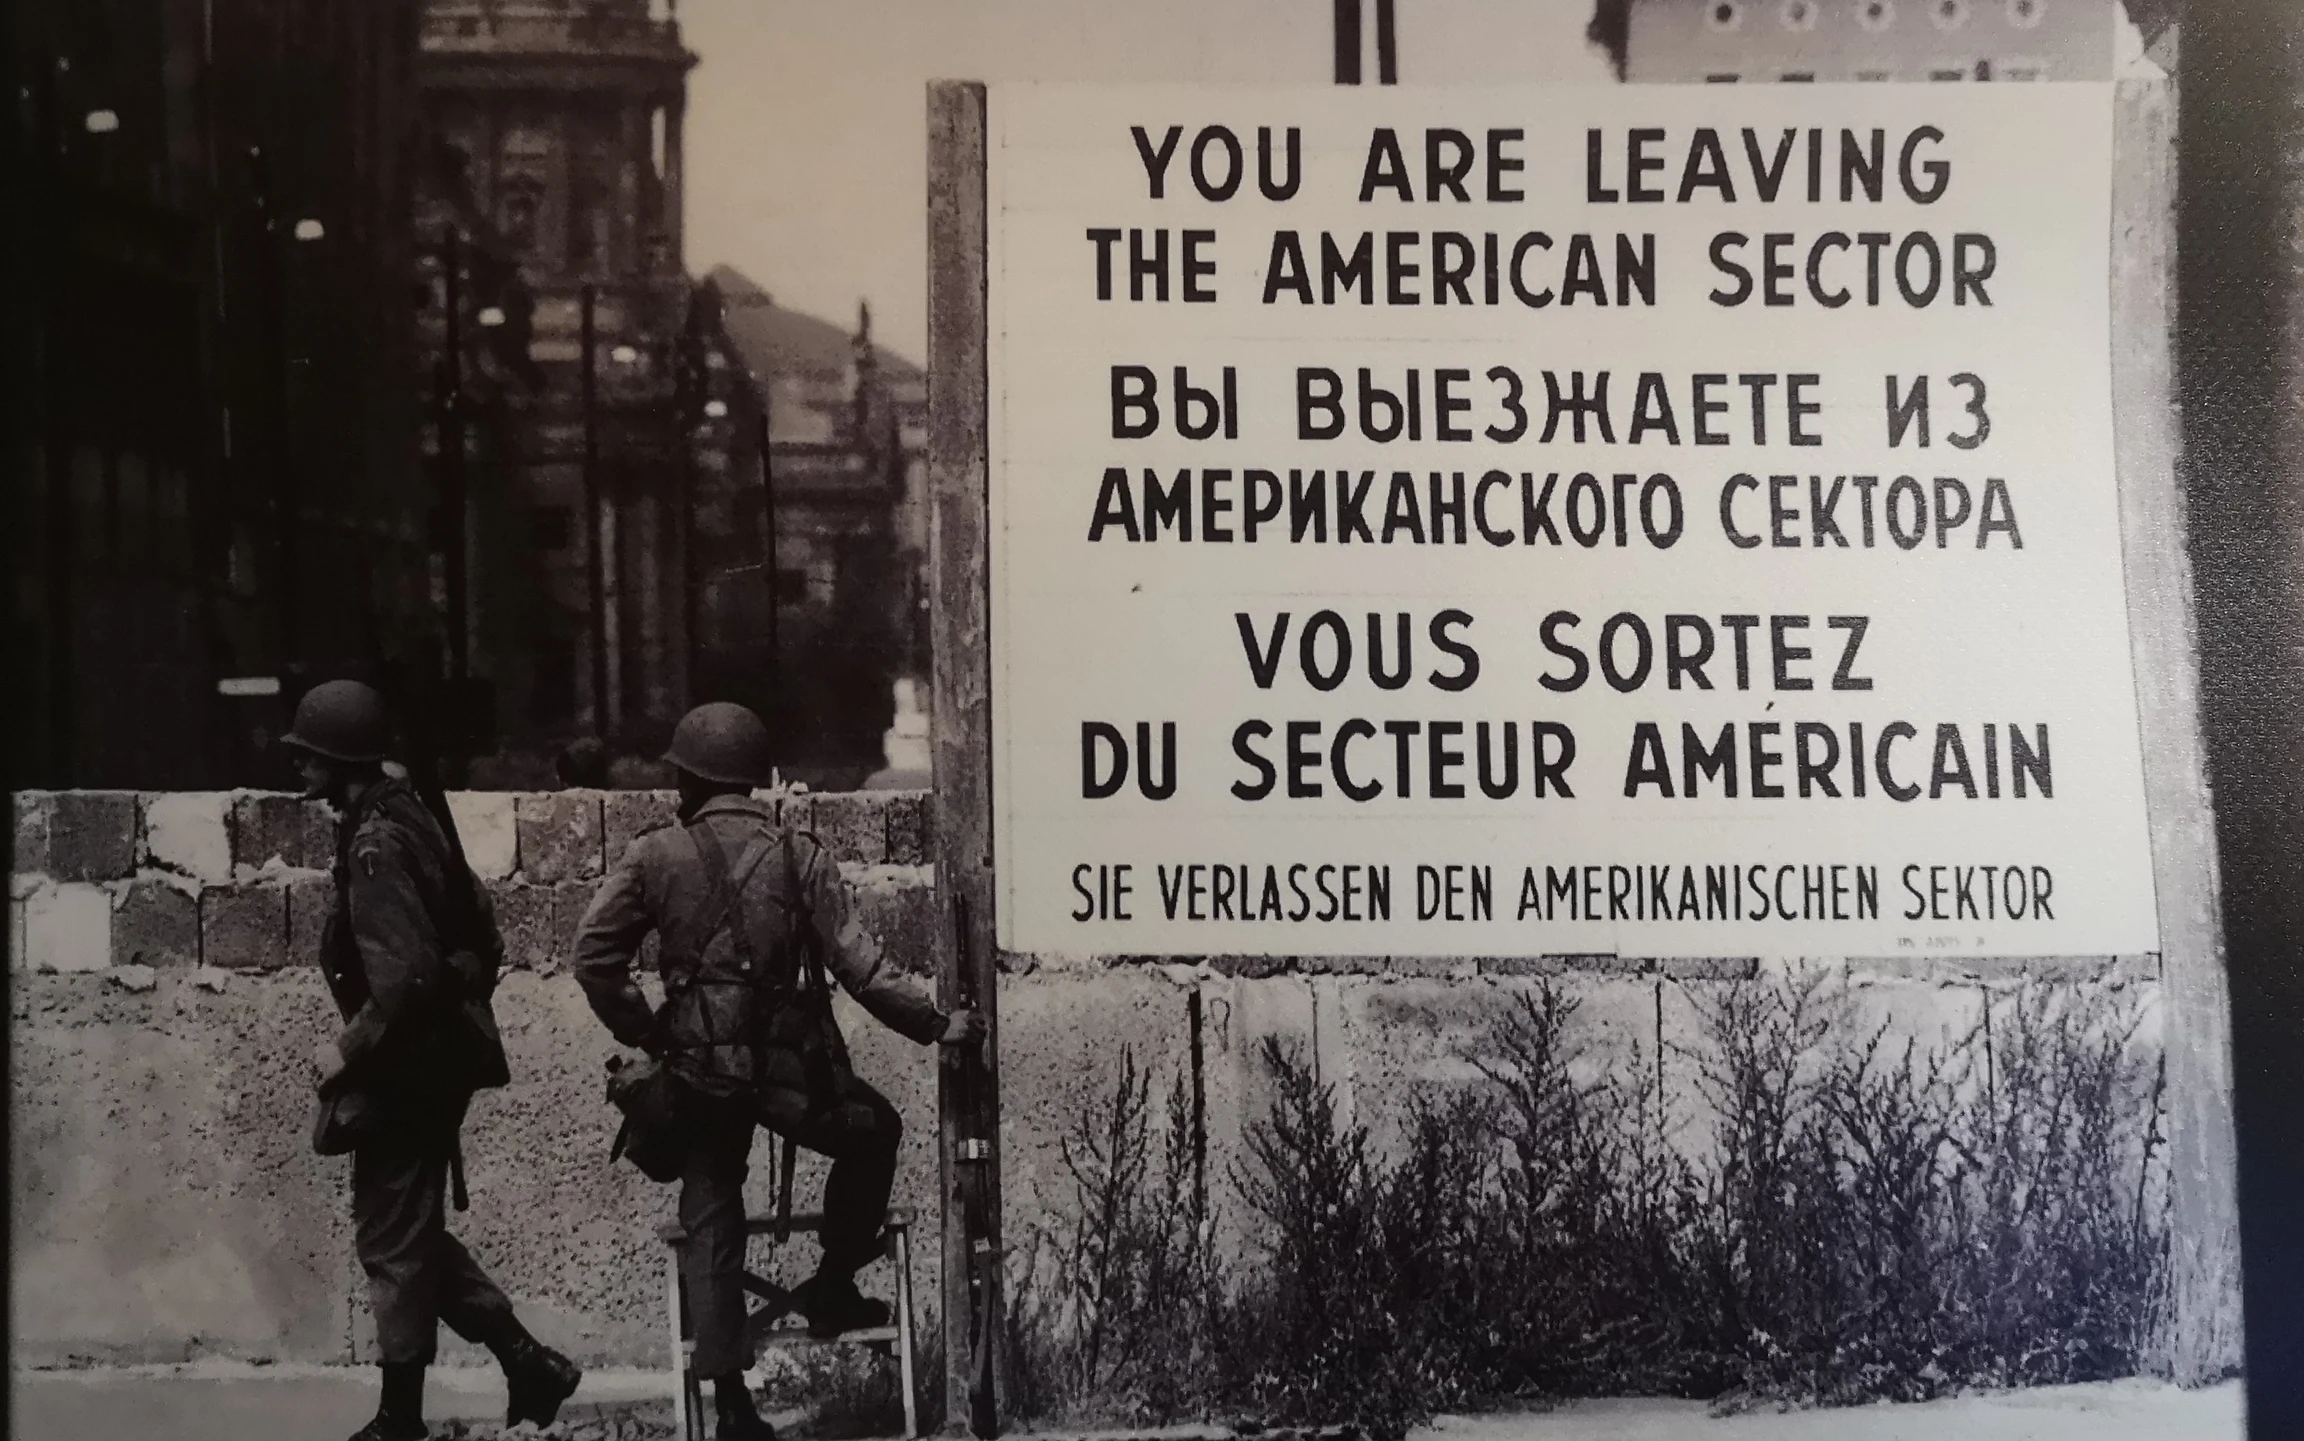 YOU ARE LEAVING
THE AMERICAN SECTOR
ВЫ ВЫЕЗЖАЕТЕ ИЗ
АМЕРИКАНСКОГО СЕКТОРА
VOUS SORTEZ
DU SECTEUR AMÉRICAIN
SIE VERLASSEN DEN AMERIKANISCHEN SEKTOR